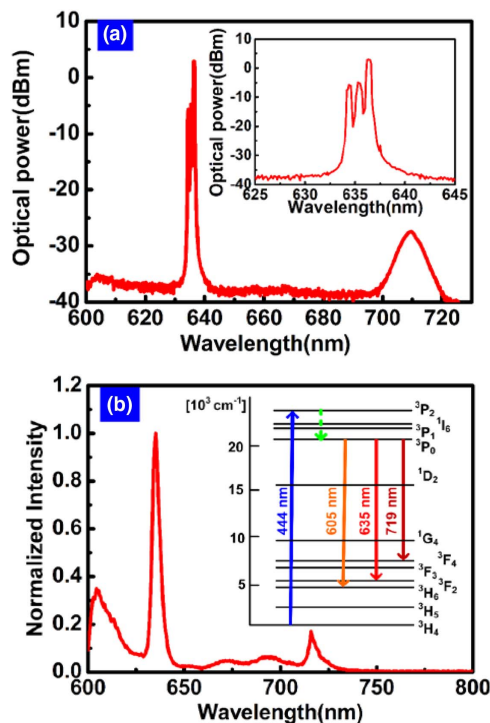 (a)
Optical power(dBm)
10
0
-10
-20
-30
-40
600 620 640 660 680 700 720
Wavelength(nm)
Optical power(dBm)
10
0
-10
-20
-30
-40
625 630 635 640 645
Wavelength(nm)
(b)
Normalized Intensity
1.2
1.0
0.8
0.6
0.4
0.2
0.0
600 650 700 750 800
Wavelength(nm)
[10³ cm⁻¹]
20
15
10
5
444 nm
605 nm
635 nm
719 nm
³P₂
¹I₆
³P₁
³P₀
¹D₂
¹G₄
³F₄
³F₃
³F₂
³H₆
³H₅
³H₄